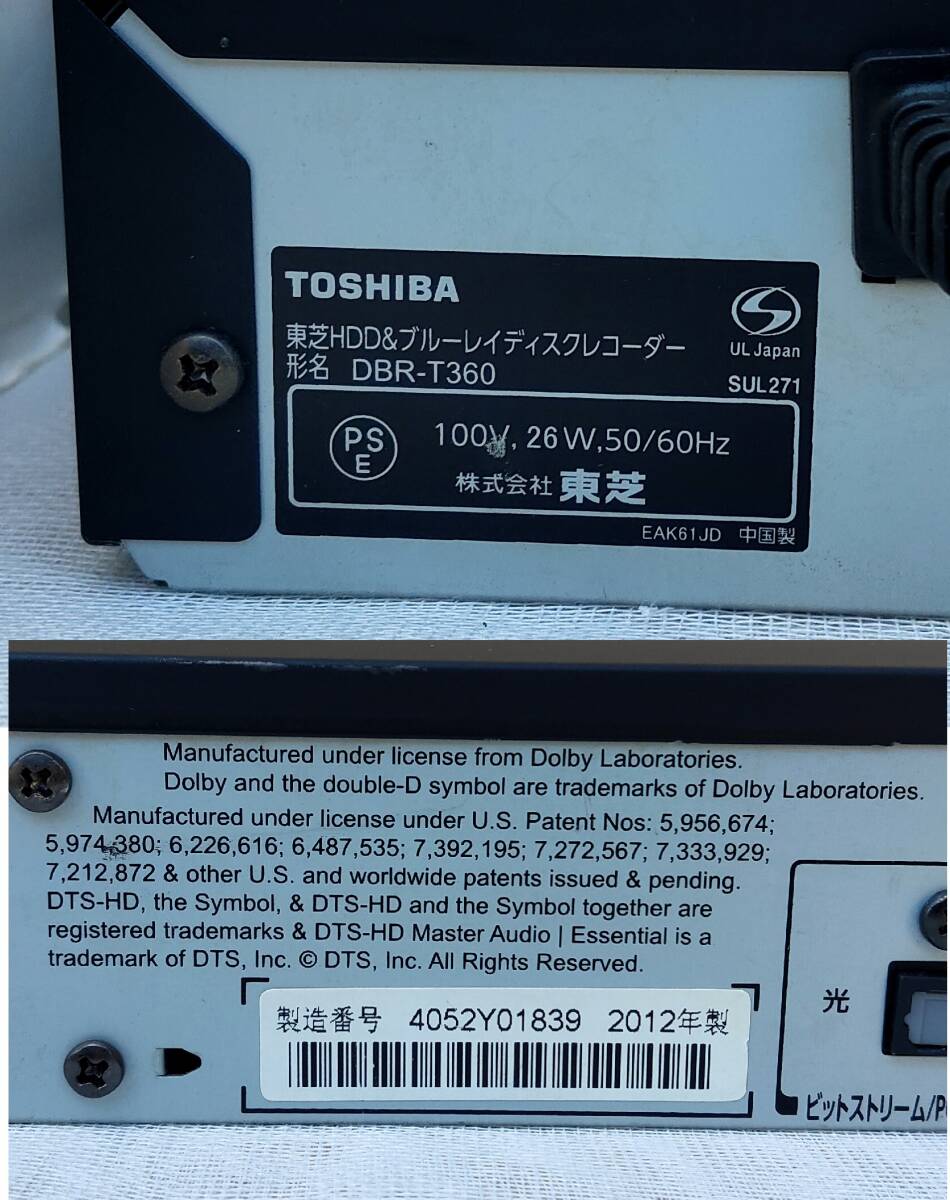 TOSHIBA
東芝HDD&ブルーレイディスクレコーダー
形名 DBR-T360
UL Japan
SUL271
PSE
100V, 26W, 50/60Hz
株式会社 東芝
EAK61JD 中国製
Manufactured under license from Dolby Laboratories.
Dolby and the double-D symbol are trademarks of Dolby Laboratories.
Manufactured under license under U.S. Patent Nos: 5,956,674;
5,974,380; 6,226,616; 6,487,535; 7,392,195; 7,272,567; 7,333,929;
7,212,872 & other U.S. and worldwide patents issued & pending.
DTS-HD, the Symbol, & DTS-HD and the Symbol together are
registered trademarks & DTS-HD Master Audio | Essential is a
trademark of DTS, Inc. © DTS, Inc. All Rights Reserved.
製造番号 4052Y01839 2012年製
光
ビットストリーム/P